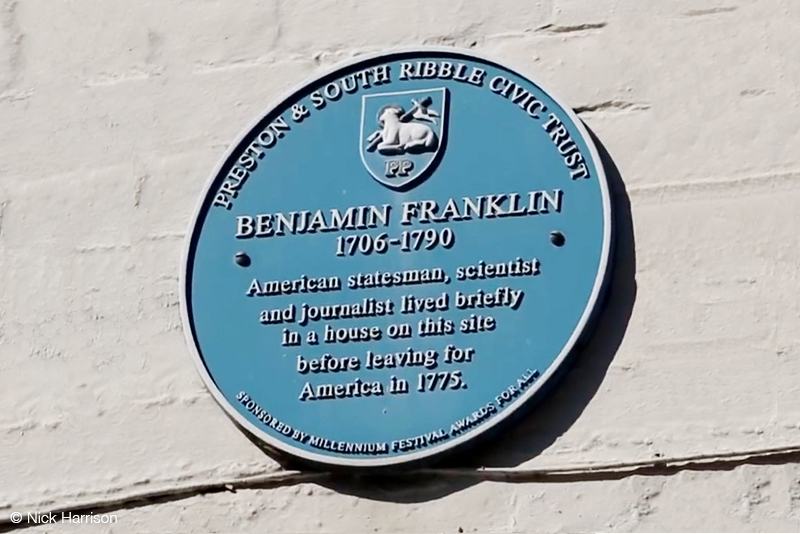 PRESTON & SOUTH RIBBLE CIVIC TRUST
PP
BENJAMIN FRANKLIN
1706-1790
American statesman, scientist
and journalist lived briefly
in a house on this site
before leaving for
America in 1775.
SPONSORED BY MILLENNIUM FESTIVAL AWARDS FOR ALL
© Nick Harrison